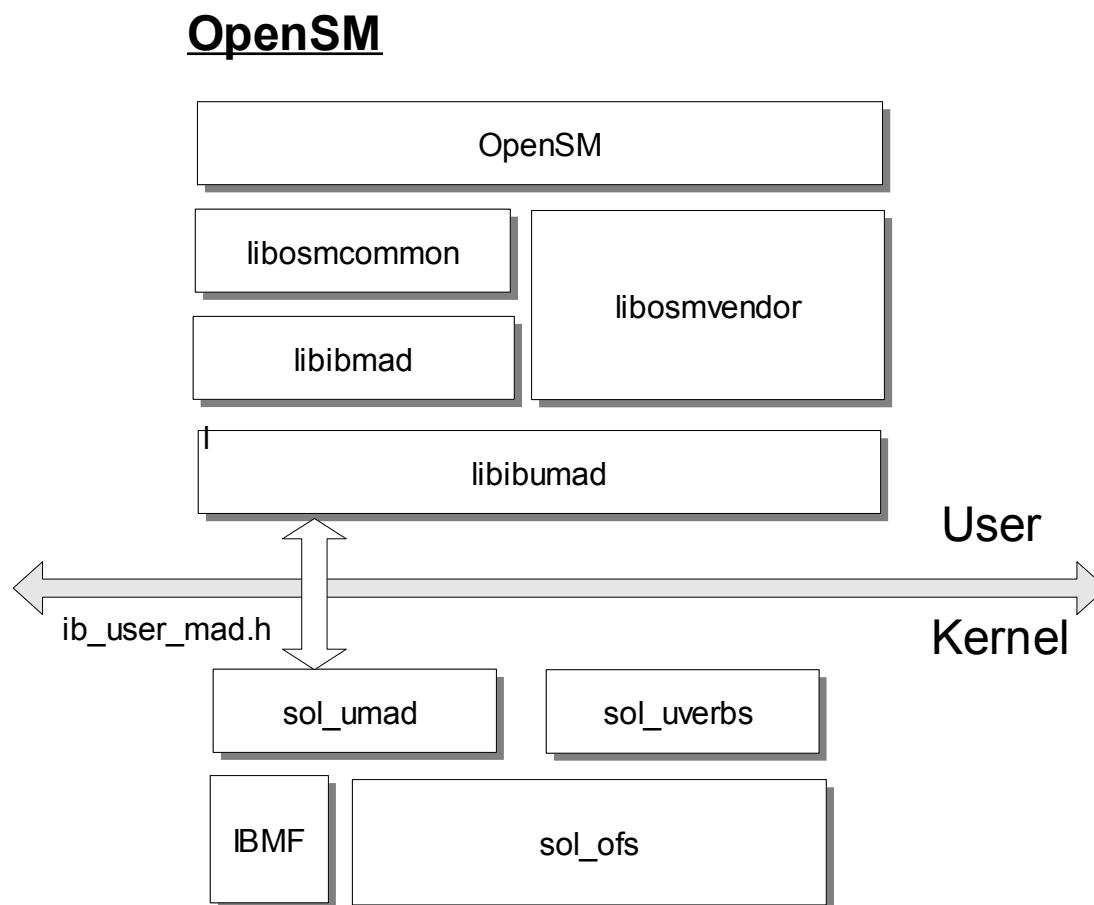 OpenSM
OpenSM
libosmcommon
libosmvendor
libibmad
l
libibumad
User
ib_user_mad.h
Kernel
sol_umad
sol_uverbs
IBMF
sol_ofs